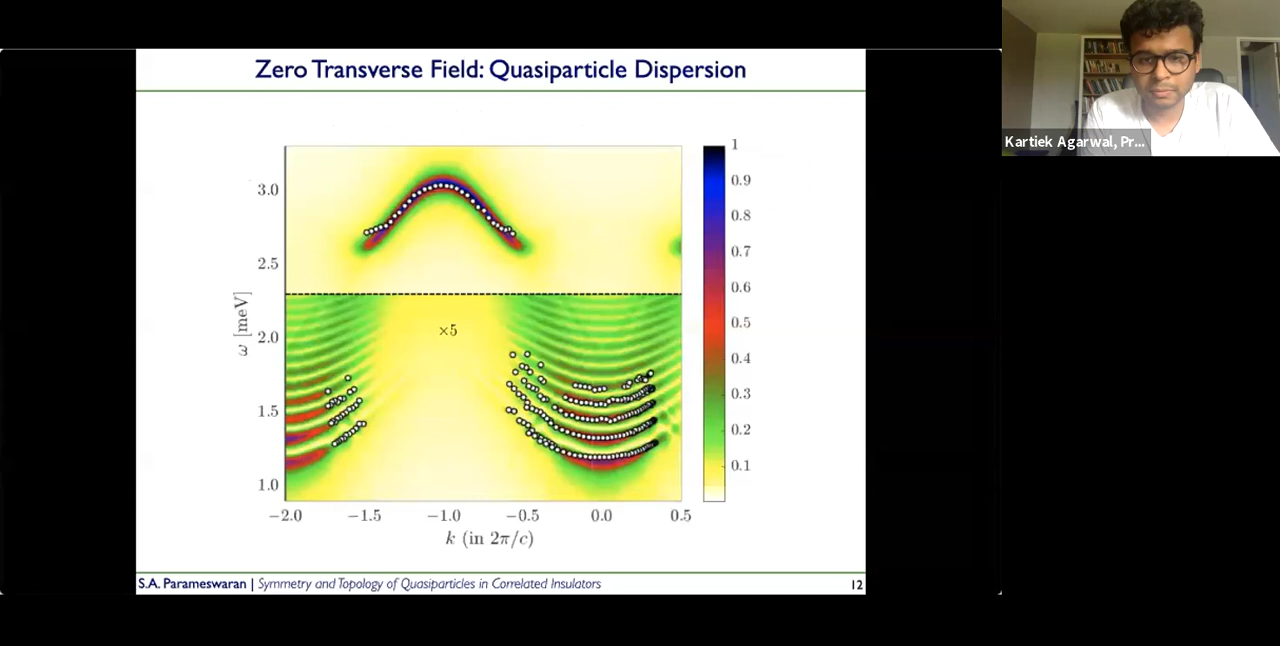 Zero Transverse Field: Quasiparticle Dispersion
Kartiek Agarwal, Pr...
1
3.0
0.9
0.8
2.5
0.7
0.6
ω [meV]
2.0
×5
0.5
0.4
1.5
0.3
0.2
1.0
0.1
−2.0 −1.5 −1.0 −0.5 0.0 0.5
k (in 2π/c)
S.A. Parameswaran | Symmetry and Topology of Quasiparticles in Correlated Insulators 12